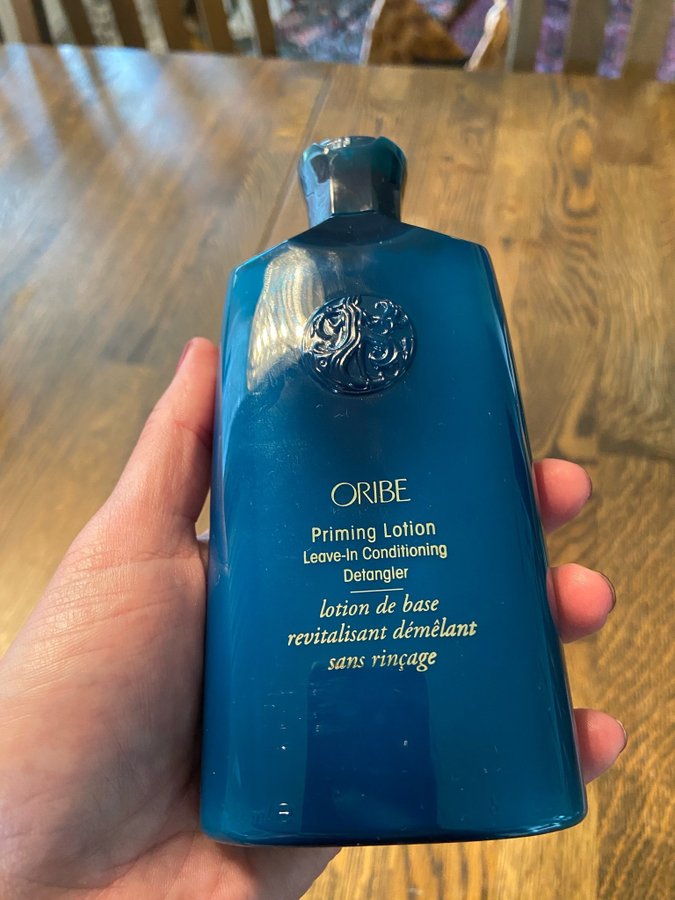 ORIBE
Priming Lotion
Leave-In Conditioning
Detangler
lotion de base
revitalisant démêlant
sans rinçage